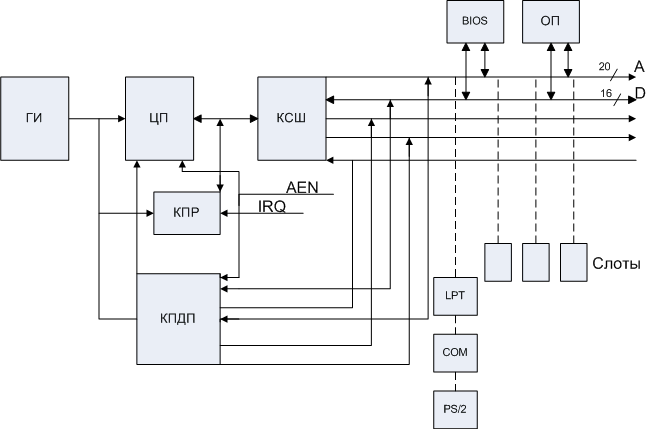 BIOS
ОП
20
A
16
D
ГИ
ЦП
КСШ
AEN
IRQ
КПР
Слоты
LPT
КПДП
COM
PS/2